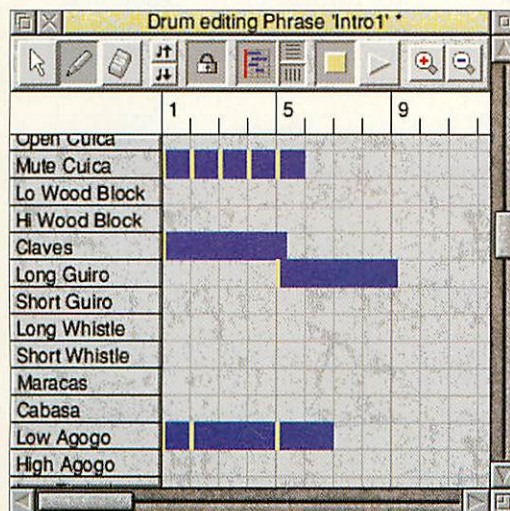 Drum editing Phrase 'Intro1' *
1 5 9
Open Cuica
Mute Cuica
Lo Wood Block
Hi Wood Block
Claves
Long Guiro
Short Guiro
Long Whistle
Short Whistle
Maracas
Cabasa
Low Agogo
High Agogo